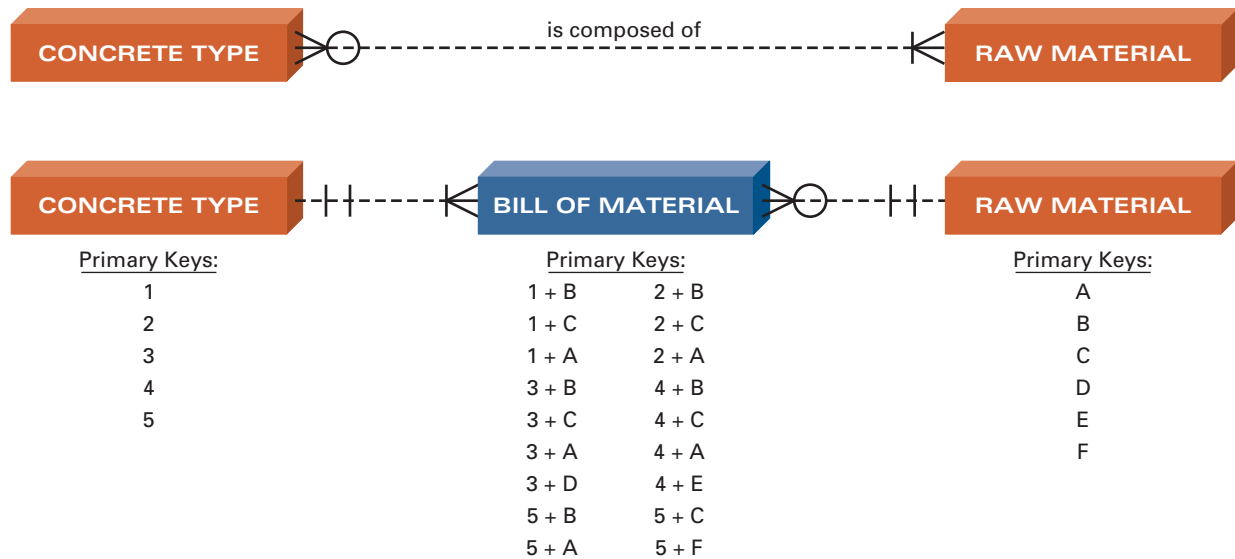 is composed of
CONCRETE TYPE
RAW MATERIAL
CONCRETE TYPE
BILL OF MATERIAL
RAW MATERIAL
Primary Keys:
1
2
3
4
5
Primary Keys:
1 + B 2 + B
1 + C 2 + C
1 + A 2 + A
3 + B 4 + B
3 + C 4 + C
3 + A 4 + A
3 + D 4 + E
5 + B 5 + C
5 + A 5 + F
Primary Keys:
A
B
C
D
E
F